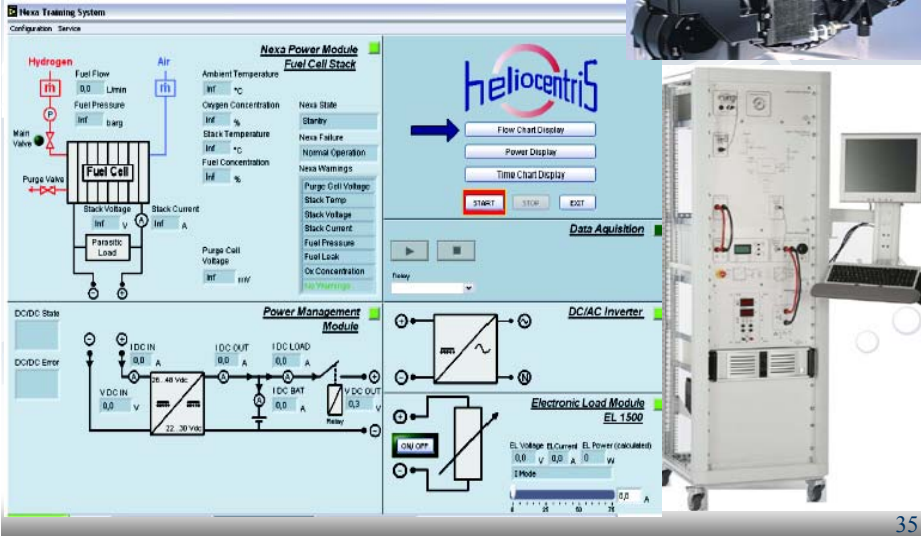 Nexa Training System
Configuration Service
Nexa Power Module
Fuel Cell Stack
Hydrogen
Air
Fuel Flow
0,0 L/min
Fuel Pressure
Inf barg
ṁ
ṁ
P
Main
Valve
Fuel Cell
Purge Valve
Stack Voltage
Inf V
A
Stack Current
Inf A
Parasitic
Load
Ambient Temperature
Inf °C
Oxygen Concentration
Inf %
Stack Temperature
Inf °C
Fuel Concentration
Inf %
Purge Cell
Voltage
Inf mV
Nexa State
Stanby
Nexa Failure
Normal Operation
Nexa Warnings
Purge Cell Voltage
Stack Temp
Stack Voltage
Stack Current
Fuel Pressure
Fuel Leak
Ox Concentration
No Warnings
heliocentriS
Flow Chart Display
Power Display
Time Chart Display
START STOP EXIT
Data Aquisition
Relay
Power Management
Module
DC/DC State
DC/DC Error
I DC IN
0,0 A
I DC OUT
0,0 A
I DC LOAD
0,0 A
A
A
A
V DC IN
0,0 V
26...48 Vdc
22...30 Vdc
A
I DC BAT
0,0 A
Relay
V DC OUT
0,3 V
DC/AC Inverter
N
Electronic Load Module
EL 1500
ON/OFF
EL Voltage EL Current EL Power (calculated)
0,0 V 0,0 A 0 W
I Mode
0,0 A
0 25 50 75
35